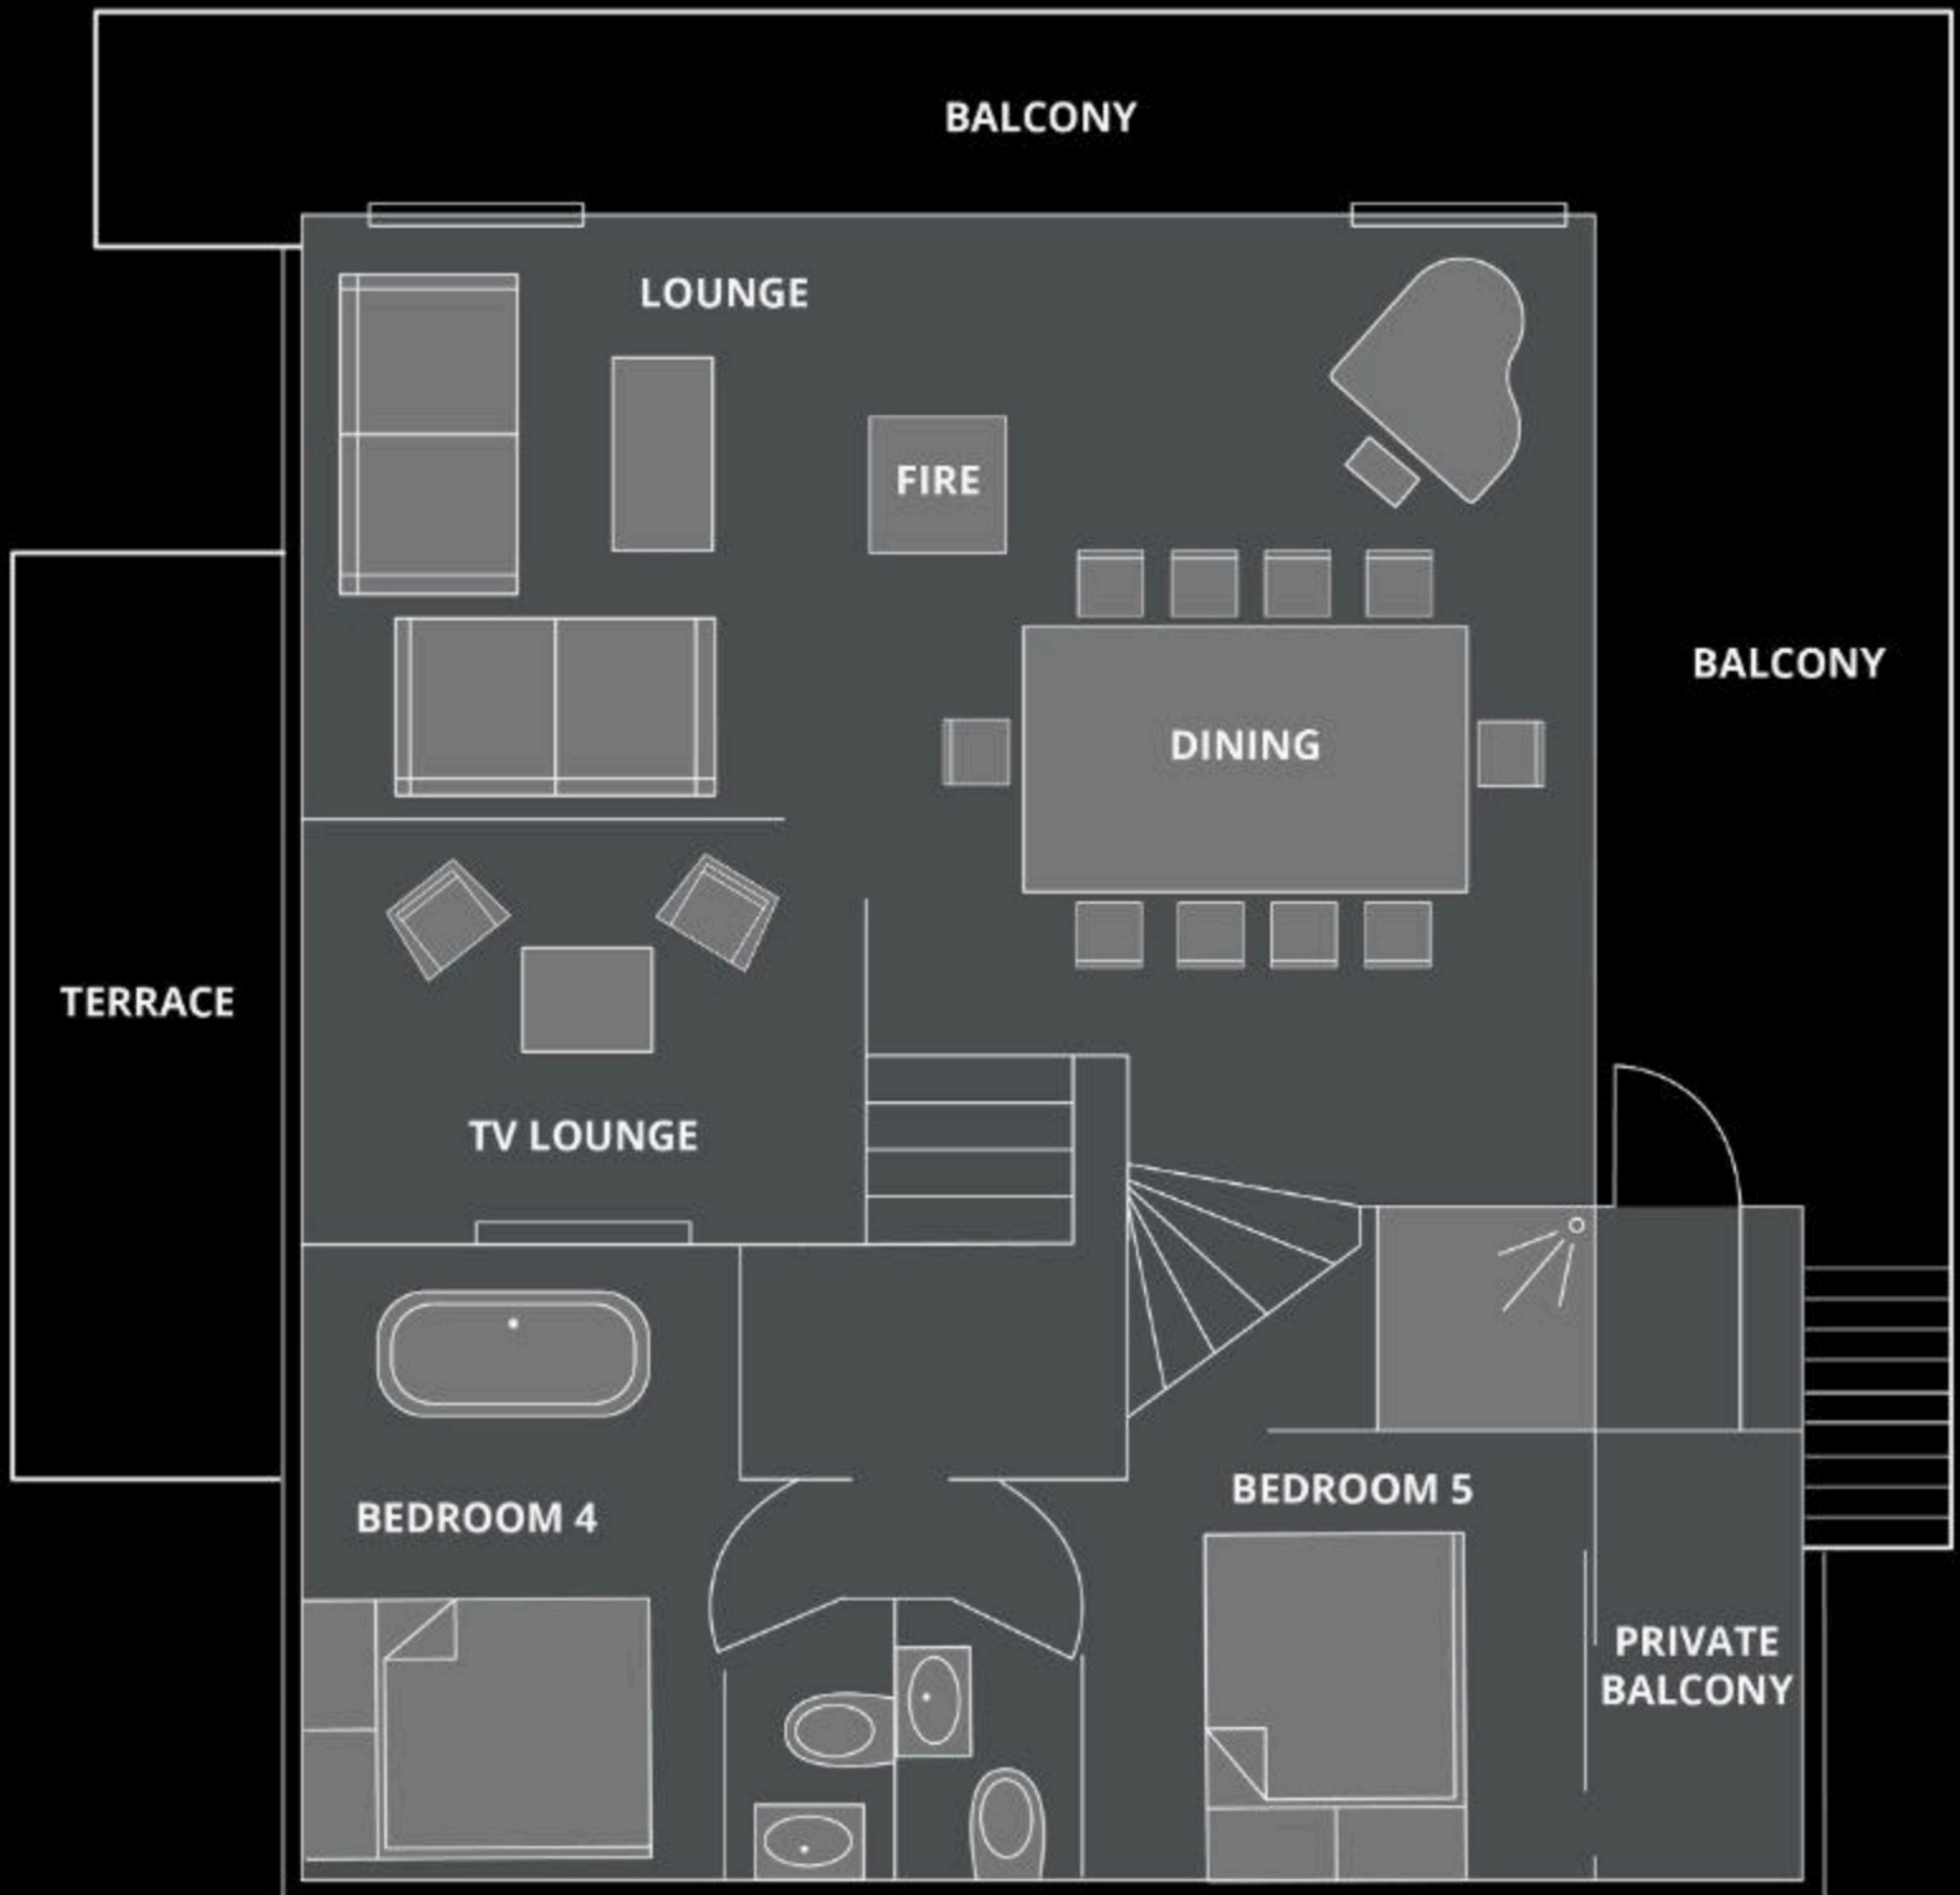 BALCONY
LOUNGE
FIRE
BALCONY
DINING
TERRACE
TV LOUNGE
BEDROOM 5
BEDROOM 4
PRIVATE
BALCONY